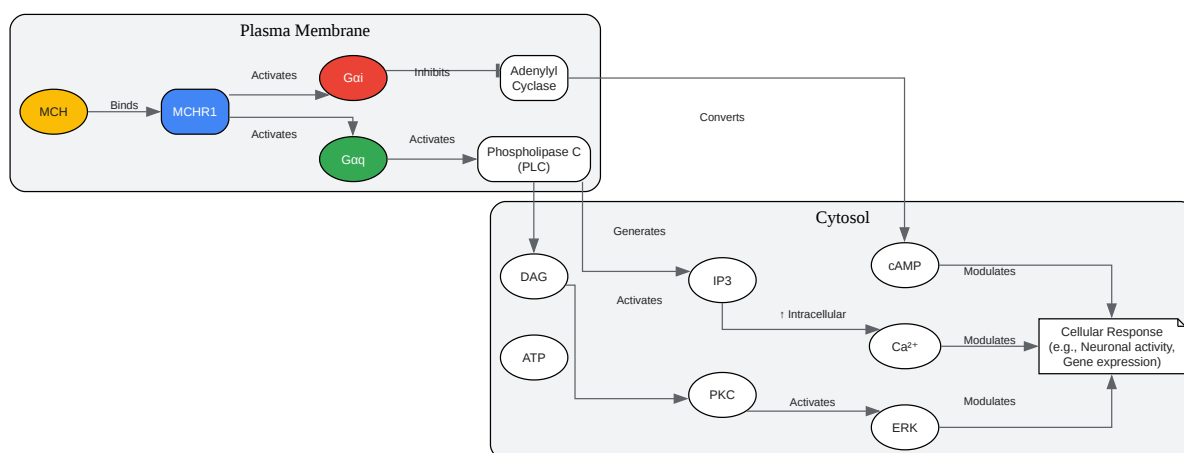 Plasma Membrane
MCH
Binds
MCHR1
Activates
Activates
Gαi
Gαq
Inhibits
Activates
Adenylyl
Cyclase
Phospholipase C
(PLC)
Converts
Cytosol
Generates
DAG
IP3
cAMP
Modulates
Activates
↑ Intracellular
Ca²⁺
Modulates
Cellular Response
(e.g., Neuronal activity,
Gene expression)
ATP
PKC
Activates
ERK
Modulates